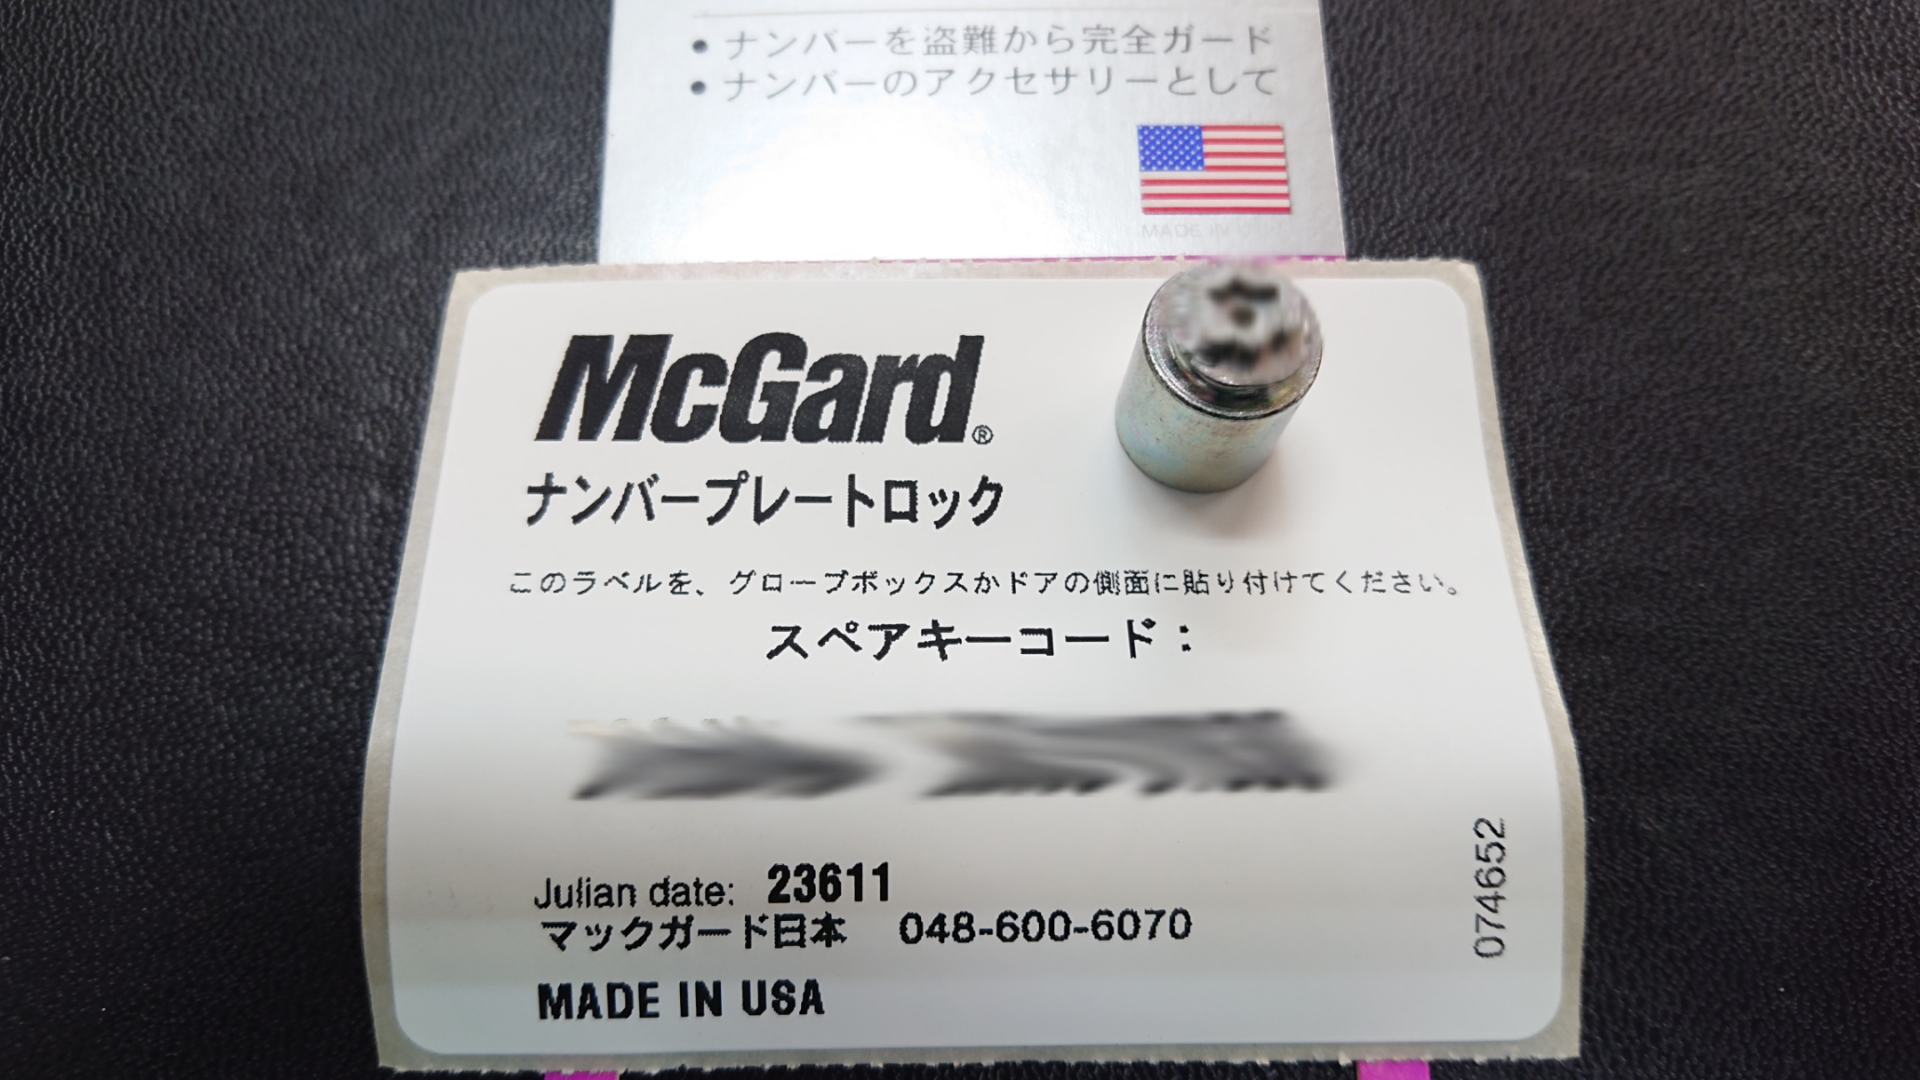 • ナンバーを盗難から完全ガード
• ナンバーのアクセサリーとして
MADE IN
McGard®
ナンバープレートロック
このラベルを、グローブボックスかドアの側面に貼り付けてください。
スペアキーコード：
Julian date: 23611
マックガード日本 048-600-6070
MADE IN USA
074652